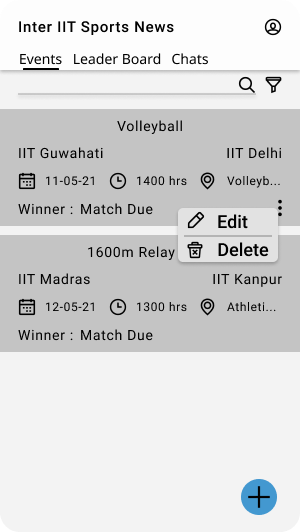 Inter IIT Sports News
Events Leader Board Chats
Volleyball
IIT Guwahati IIT Delhi
11-05-21 1400 hrs Volleyb...
Winner : Match Due
Edit
Delete
1600m Relay
IIT Madras IIT Kanpur
12-05-21 1300 hrs Athleti...
Winner : Match Due